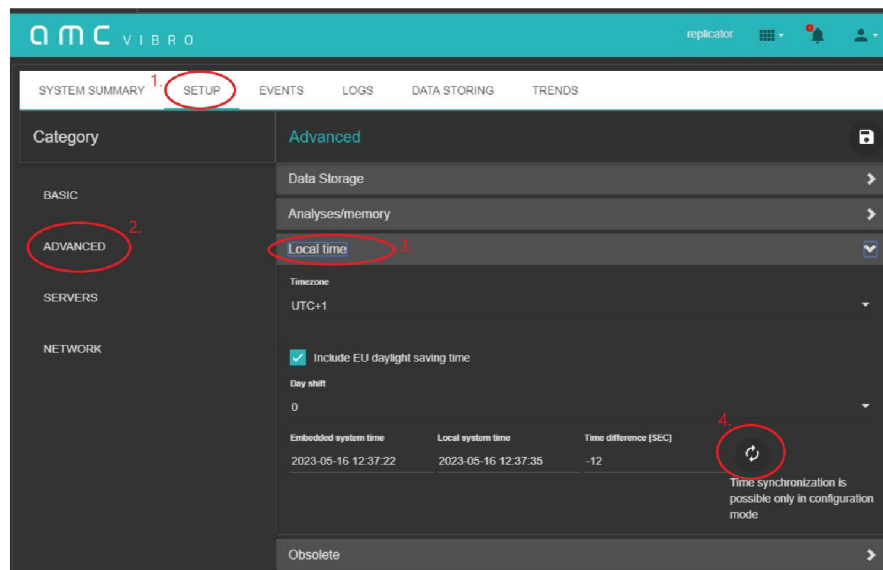 amc VIBRO
replicator
1.
SYSTEM SUMMARY SETUP EVENTS LOGS DATA STORING TRENDS
Category
Advanced
Data Storage
BASIC
Analyses/memory
2.
ADVANCED
Local time 3.
Timezone
SERVERS
UTC+1
NETWORK
Include EU daylight saving time
Day shift
0
4.
Embedded system time Local system time Time difference [SEC]
2023-05-16 12:37:22 2023-05-16 12:37:35 -12
Time synchronization is
possible only in configuration
mode
Obsolete